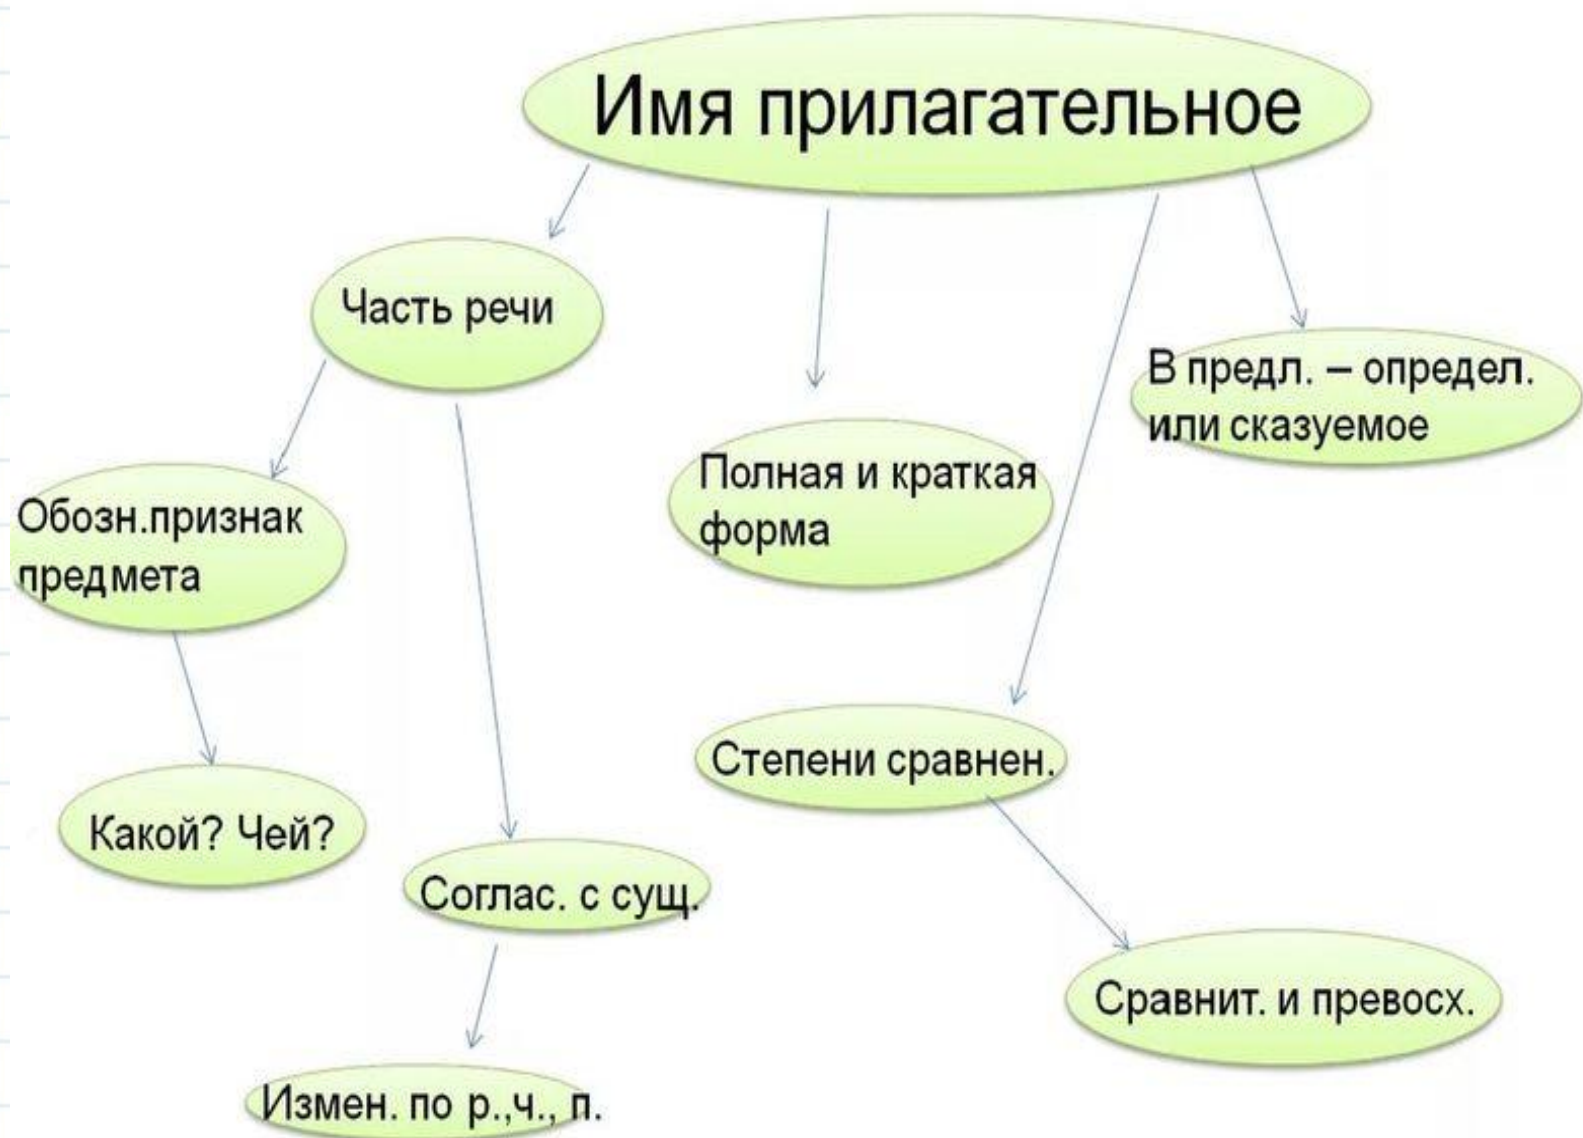 Имя прилагательное
Часть речи
В предл. – определ.
или сказуемое
Полная и краткая
форма
Обозн.признак
предмета
Степени сравнен.
Какой? Чей?
Соглас. с сущ.
Сравнит. и превосх.
Измен. по р.,ч., п.